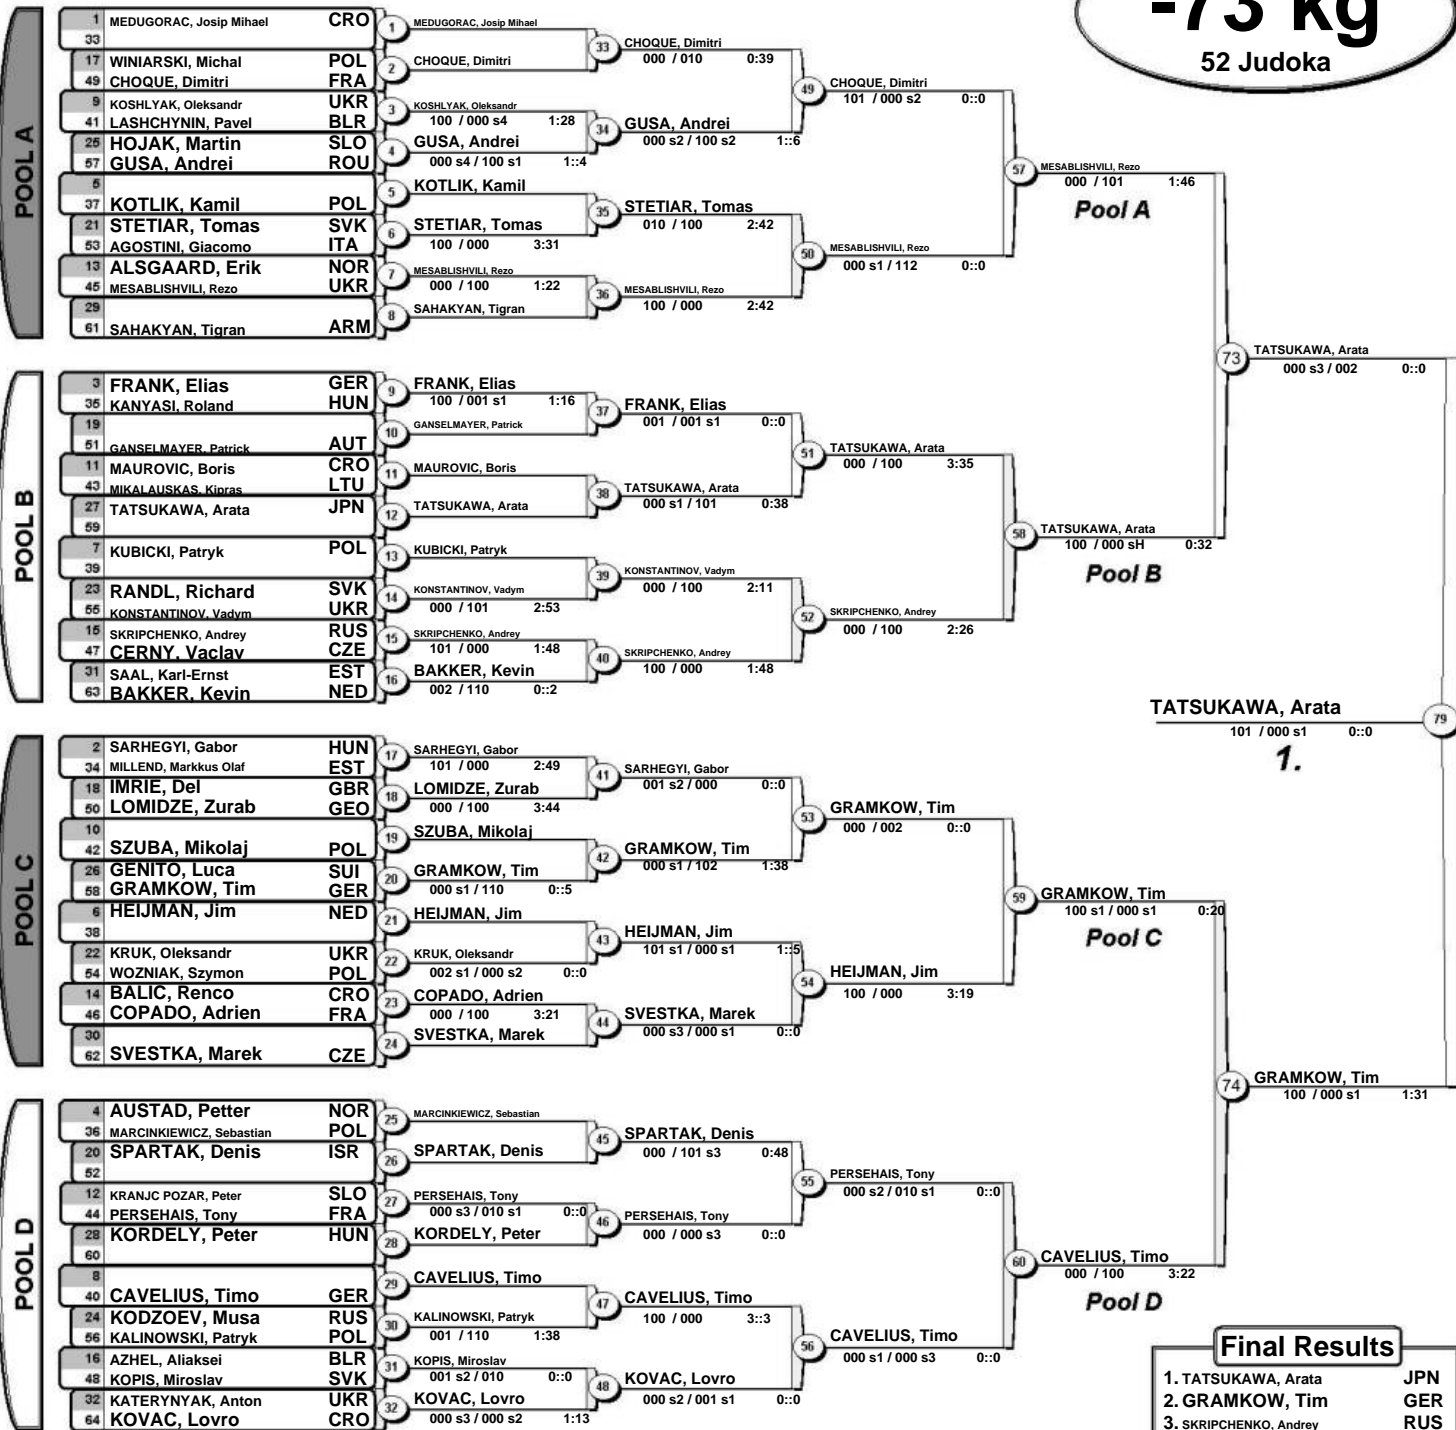 -73 kg
52 Judoka
POOL A
1 MEDUGORAC, Josip Mihael CRO
33
17 WINIARSKI, Michal POL
49 CHOQUE, Dimitri FRA
9 KOSHLYAK, Oleksandr UKR
41 LASHCHYNIN, Pavel BLR
25 HOJAK, Martin SLO
57 GUSA, Andrei ROU
5
37 KOTLIK, Kamil POL
21 STETIAR, Tomas SVK
53 AGOSTINI, Giacomo ITA
13 ALSGAARD, Erik NOR
45 MESABLISHVILI, Rezo UKR
29
61 SAHAKYAN, Tigran ARM
1 MEDUGORAC, Josip Mihael
2 CHOQUE, Dimitri
3 KOSHLYAK, Oleksandr
100 / 000 s4 1:28
4 GUSA, Andrei
000 s4 / 100 s1 1::4
5 KOTLIK, Kamil
6 STETIAR, Tomas
100 / 000 3:31
7 MESABLISHVILI, Rezo
000 / 100 1:22
8 SAHAKYAN, Tigran
33 CHOQUE, Dimitri
000 / 010 0:39
34 GUSA, Andrei
000 s2 / 100 s2 1::6
35 STETIAR, Tomas
010 / 100 2:42
36 MESABLISHVILI, Rezo
100 / 000 2:42
49 CHOQUE, Dimitri
101 / 000 s2 0::0
50 MESABLISHVILI, Rezo
000 s1 / 112 0::0
57 MESABLISHVILI, Rezo
000 / 101 1:46
Pool A
POOL B
3 FRANK, Elias GER
35 KANYASI, Roland HUN
19
51 GANSELMAYER, Patrick AUT
11 MAUROVIC, Boris CRO
43 MIKALAUSKAS, Kipras LTU
27 TATSUKAWA, Arata JPN
59
7 KUBICKI, Patryk POL
39
23 RANDL, Richard SVK
55 KONSTANTINOV, Vadym UKR
15 SKRIPCHENKO, Andrey RUS
47 CERNY, Vaclav CZE
31 SAAL, Karl-Ernst EST
63 BAKKER, Kevin NED
9 FRANK, Elias
100 / 001 s1 1:16
10 GANSELMAYER, Patrick
11 MAUROVIC, Boris
12 TATSUKAWA, Arata
13 KUBICKI, Patryk
14 KONSTANTINOV, Vadym
000 / 101 2:53
15 SKRIPCHENKO, Andrey
101 / 000 1:48
16 BAKKER, Kevin
002 / 110 0::2
37 FRANK, Elias
001 / 001 s1 0::0
38 TATSUKAWA, Arata
000 s1 / 101 0:38
39 KONSTANTINOV, Vadym
000 / 100 2:11
40 SKRIPCHENKO, Andrey
100 / 000 1:48
51 TATSUKAWA, Arata
000 / 100 3:35
52 SKRIPCHENKO, Andrey
000 / 100 2:26
58 TATSUKAWA, Arata
100 / 000 sH 0:32
Pool B
73 TATSUKAWA, Arata
000 s3 / 002 0::0
TATSUKAWA, Arata 79
101 / 000 s1 0::0
1.
POOL C
2 SARHEGYI, Gabor HUN
34 MILLEND, Markkus Olaf EST
18 IMRIE, Del GBR
50 LOMIDZE, Zurab GEO
10
42 SZUBA, Mikolaj POL
26 GENITO, Luca SUI
58 GRAMKOW, Tim GER
6 HEIJMAN, Jim NED
38
22 KRUK, Oleksandr UKR
54 WOZNIAK, Szymon POL
14 BALIC, Renco CRO
46 COPADO, Adrien FRA
30
62 SVESTKA, Marek CZE
17 SARHEGYI, Gabor
101 / 000 2:49
18 LOMIDZE, Zurab
000 / 100 3:44
19 SZUBA, Mikolaj
20 GRAMKOW, Tim
000 s1 / 110 0::5
21 HEIJMAN, Jim
22 KRUK, Oleksandr
002 s1 / 000 s2 0::0
23 COPADO, Adrien
000 / 100 3:21
24 SVESTKA, Marek
41 SARHEGYI, Gabor
001 s2 / 000 0::0
42 GRAMKOW, Tim
000 s1 / 102 1:38
43 HEIJMAN, Jim
101 s1 / 000 s1 1::5
44 SVESTKA, Marek
000 s3 / 000 s1 0::0
53 GRAMKOW, Tim
000 / 002 0::0
54 HEIJMAN, Jim
100 / 000 3:19
59 GRAMKOW, Tim
100 s1 / 000 s1 0:20
Pool C
POOL D
4 AUSTAD, Petter NOR
36 MARCINKIEWICZ, Sebastian POL
20 SPARTAK, Denis ISR
52
12 KRANJC POZAR, Peter SLO
44 PERSEHAIS, Tony FRA
28 KORDELY, Peter HUN
60
8
40 CAVELIUS, Timo GER
24 KODZOEV, Musa RUS
56 KALINOWSKI, Patryk POL
16 AZHEL, Aliaksei BLR
48 KOPIS, Miroslav SVK
32 KATERYNYAK, Anton UKR
64 KOVAC, Lovro CRO
25 MARCINKIEWICZ, Sebastian
26 SPARTAK, Denis
27 PERSEHAIS, Tony
000 s3 / 010 s1 0::0
28 KORDELY, Peter
29 CAVELIUS, Timo
30 KALINOWSKI, Patryk
001 / 110 1:38
31 KOPIS, Miroslav
001 s2 / 010 0::0
32 KOVAC, Lovro
000 s3 / 000 s2 1:13
45 SPARTAK, Denis
000 / 101 s3 0:48
46 PERSEHAIS, Tony
000 / 000 s3 0::0
47 CAVELIUS, Timo
100 / 000 3::3
48 KOVAC, Lovro
000 s2 / 001 s1 0::0
55 PERSEHAIS, Tony
000 s2 / 010 s1 0::0
56 CAVELIUS, Timo
000 s1 / 000 s3 0::0
60 CAVELIUS, Timo
000 / 100 3:22
Pool D
74 GRAMKOW, Tim
100 / 000 s1 1:31
Final Results
1. TATSUKAWA, Arata JPN
2. GRAMKOW, Tim GER
3. SKRIPCHENKO, Andrey RUS